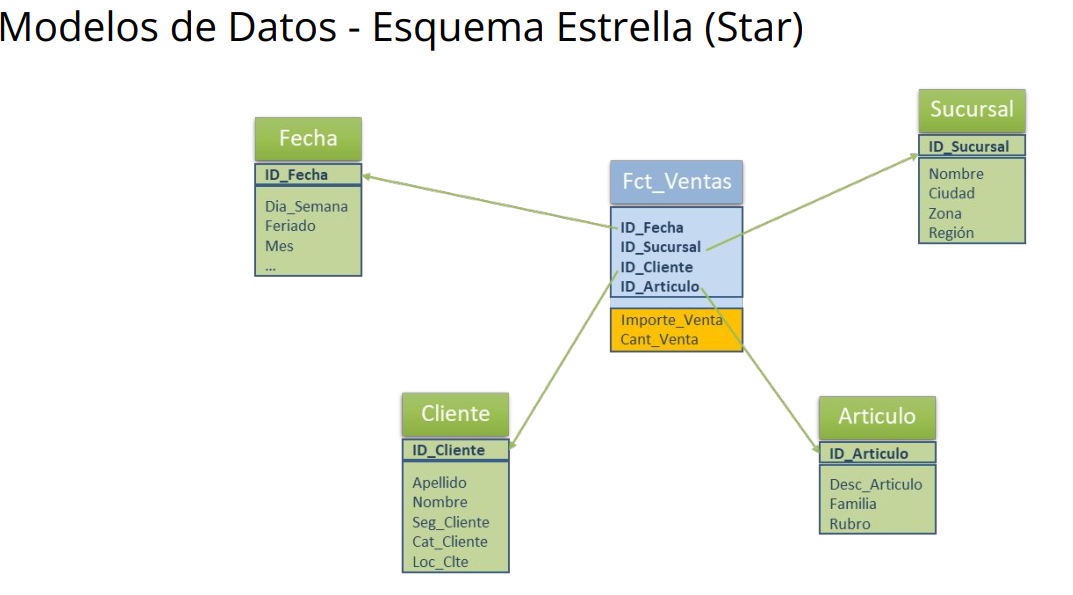 Modelos de Datos - Esquema Estrella (Star)
Fecha
ID_Fecha
Dia_Semana
Feriado
Mes
...
Fct_Ventas
ID_Fecha
ID_Sucursal
ID_Cliente
ID_Articulo
Importe_Venta
Cant_Venta
Sucursal
ID_Sucursal
Nombre
Ciudad
Zona
Región
Cliente
ID_Cliente
Apellido
Nombre
Seg_Cliente
Cat_Cliente
Loc_Clte
Articulo
ID_Articulo
Desc_Articulo
Familia
Rubro